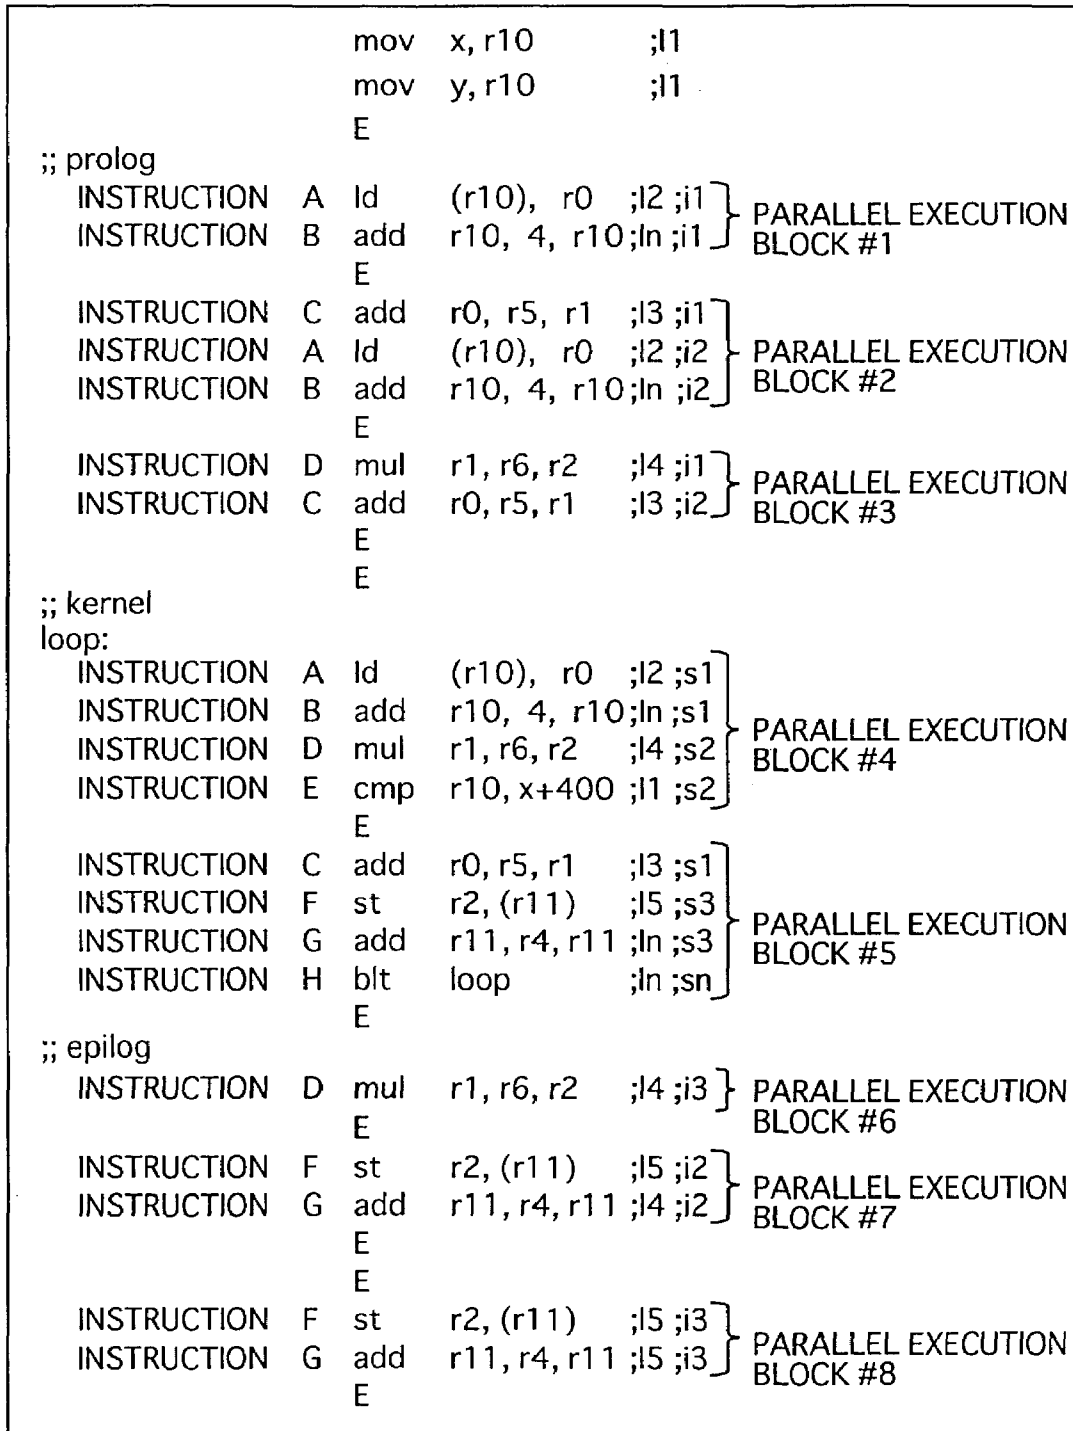 mov x, r10 ;l1
mov y, r10 ;l1
E
;; prolog
INSTRUCTION A ld (r10), r0 ;l2 ;i1
INSTRUCTION B add r10, 4, r10;ln ;i1
PARALLEL EXECUTION
BLOCK #1
E
INSTRUCTION C add r0, r5, r1 ;l3 ;i1
INSTRUCTION A ld (r10), r0 ;l2 ;i2
INSTRUCTION B add r10, 4, r10;ln ;i2
PARALLEL EXECUTION
BLOCK #2
E
INSTRUCTION D mul r1, r6, r2 ;l4 ;i1
INSTRUCTION C add r0, r5, r1 ;l3 ;i2
PARALLEL EXECUTION
BLOCK #3
E
E
;; kernel
loop:
INSTRUCTION A ld (r10), r0 ;l2 ;s1
INSTRUCTION B add r10, 4, r10;ln ;s1
INSTRUCTION D mul r1, r6, r2 ;l4 ;s2
INSTRUCTION E cmp r10, x+400 ;l1 ;s2
PARALLEL EXECUTION
BLOCK #4
E
INSTRUCTION C add r0, r5, r1 ;l3 ;s1
INSTRUCTION F st r2, (r11) ;l5 ;s3
INSTRUCTION G add r11, r4, r11 ;ln ;s3
INSTRUCTION H blt loop ;ln ;sn
PARALLEL EXECUTION
BLOCK #5
E
;; epilog
INSTRUCTION D mul r1, r6, r2 ;l4 ;i3
PARALLEL EXECUTION
BLOCK #6
E
INSTRUCTION F st r2, (r11) ;l5 ;i2
INSTRUCTION G add r11, r4, r11 ;l4 ;i2
PARALLEL EXECUTION
BLOCK #7
E
E
INSTRUCTION F st r2, (r11) ;l5 ;i3
INSTRUCTION G add r11, r4, r11 ;l5 ;i3
PARALLEL EXECUTION
BLOCK #8
E